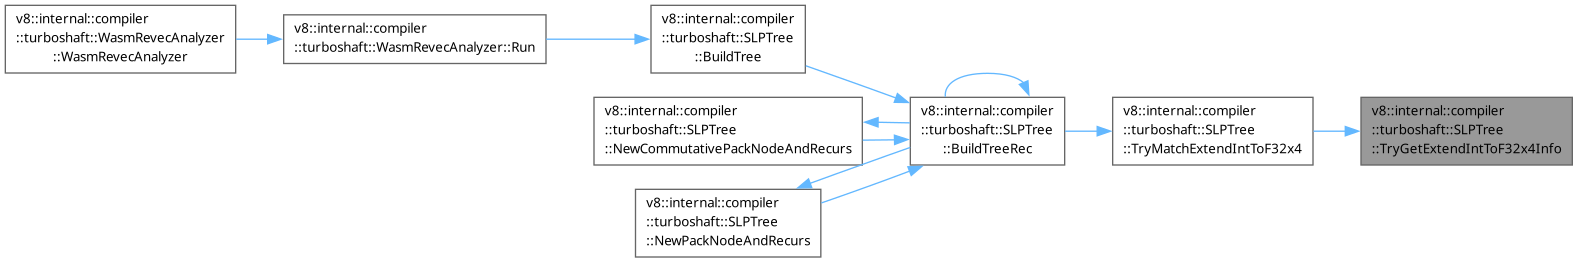 v8::internal::compiler
::turboshaft::WasmRevecAnalyzer
::WasmRevecAnalyzer
v8::internal::compiler
::turboshaft::WasmRevecAnalyzer::Run
v8::internal::compiler
::turboshaft::SLPTree
::BuildTree
v8::internal::compiler
::turboshaft::SLPTree
::NewCommutativePackNodeAndRecurs
v8::internal::compiler
::turboshaft::SLPTree
::NewPackNodeAndRecurs
v8::internal::compiler
::turboshaft::SLPTree
::BuildTreeRec
v8::internal::compiler
::turboshaft::SLPTree
::TryMatchExtendIntToF32x4
v8::internal::compiler
::turboshaft::SLPTree
::TryGetExtendIntToF32x4Info